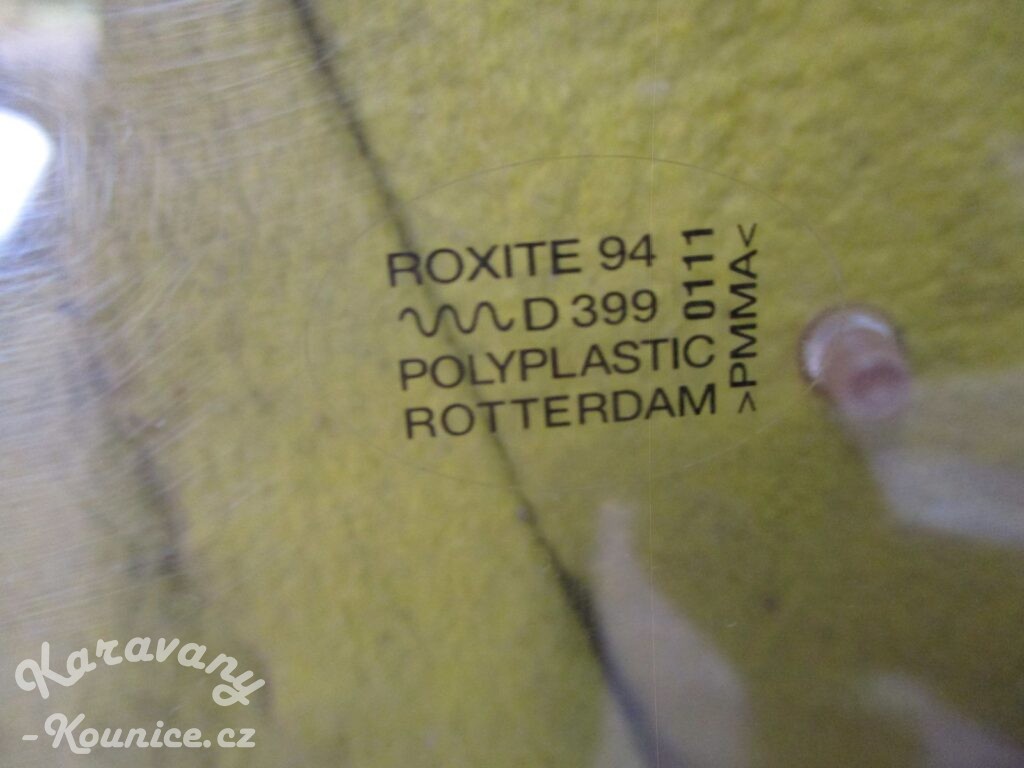 ROXITE 94
D 399
POLYPLASTIC
ROTTERDAM
0111
>PMMA<
Karavany
-Kounice.cz